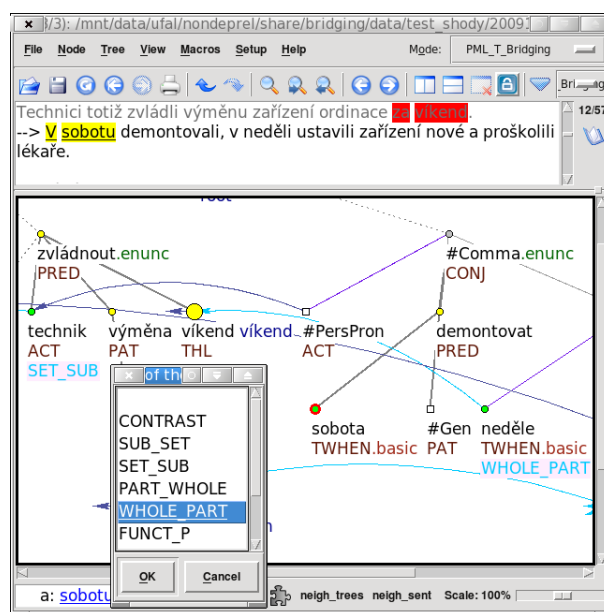 /3): /mnt/data/ufal/nondeprel/share/bridging/data/test_shody/20091
File Node Tree View Macros Setup Help Mode: PML_T_Bridging
Technici totiž zvládli výměnu zařízení ordinace za víkend.
--> V sobotu demontovali, v neděli ustavili zařízení nové a proškolili
lékaře.
12/57
zvládnout.enunc #Comma.enunc
PRED CONJ
technik výměna víkend víkend #PersPron demontovat
ACT PAT THL ACT PRED
SET_SUB
of the
sobota #Gen neděle
TWHEN.basic PAT TWHEN.basic
WHOLE_PART
CONTRAST
SUB_SET
SET_SUB
PART_WHOLE
WHOLE_PART
FUNCT_P
OK Cancel
a: sobotu neigh_trees neigh_sent Scale: 100%